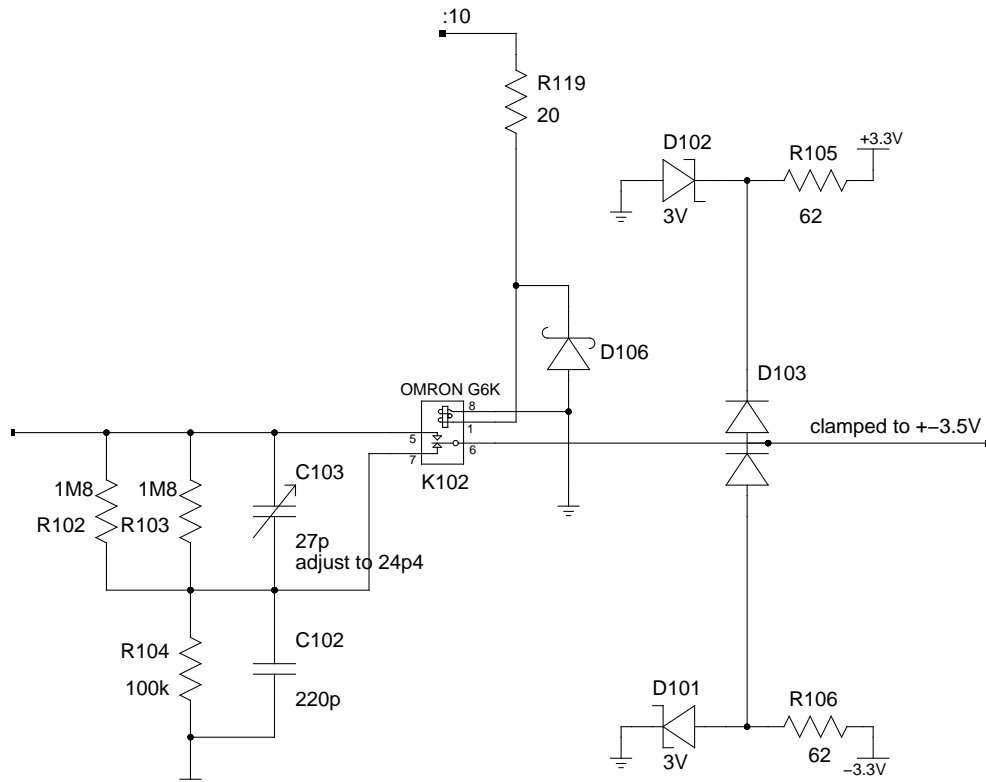 :10
R119
20
D102
3V
R105
62
+3.3V
D106
D103
OMRON G6K
8
1
5
6
7
K102
clamped to +−3.5V
1M8
R102
1M8
R103
C103
27p
adjust to 24p4
R104
100k
C102
220p
D101
3V
R106
62
−3.3V